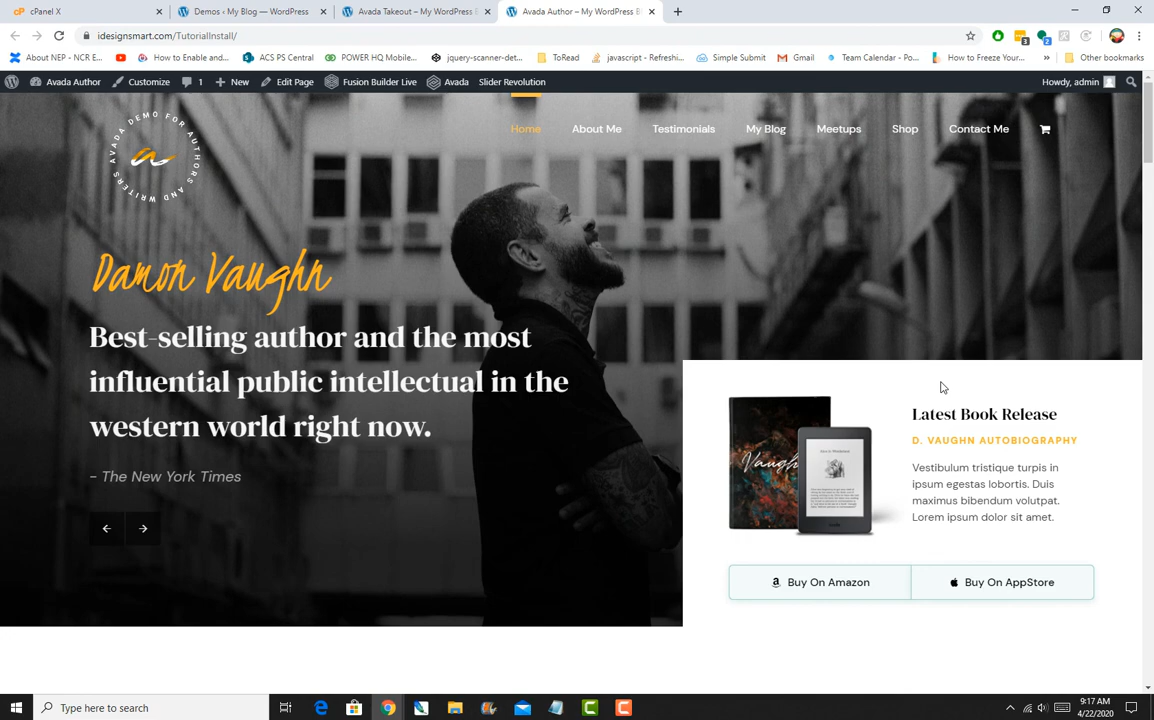 cPanel X
Demos ‹ My Blog — WordPress
Avada Takeout – My WordPress
Avada Author – My WordPress B
idesignsmart.com/TutorialInstall/
About NEP - NCR E...
How to Enable and...
ACS PS Central
POWER HQ Mobile...
jquery-scanner-det...
ToRead
javascript - Refreshi...
Simple Submit
Gmail
Team Calendar - Po...
How to Freeze Your...
Other bookmarks
Avada Author
Customize
1
New
Edit Page
Fusion Builder Live
Avada
Slider Revolution
Howdy, admin
AVADA DEMO FOR AUTHORS AND WRITERS
a
Home
About Me
Testimonials
My Blog
Meetups
Shop
Contact Me
Damon Vaughn
Best-selling author and the most
influential public intellectual in the
western world right now.
- The New York Times
Vaughn
Latest Book Release
D. VAUGHN AUTOBIOGRAPHY
Vestibulum tristique turpis in
ipsum egestas lobortis. Duis
maximus bibendum volutpat.
Lorem ipsum dolor sit amet.
Buy On Amazon
Buy On AppStore
Type here to search
9:17 AM
4/22/2020